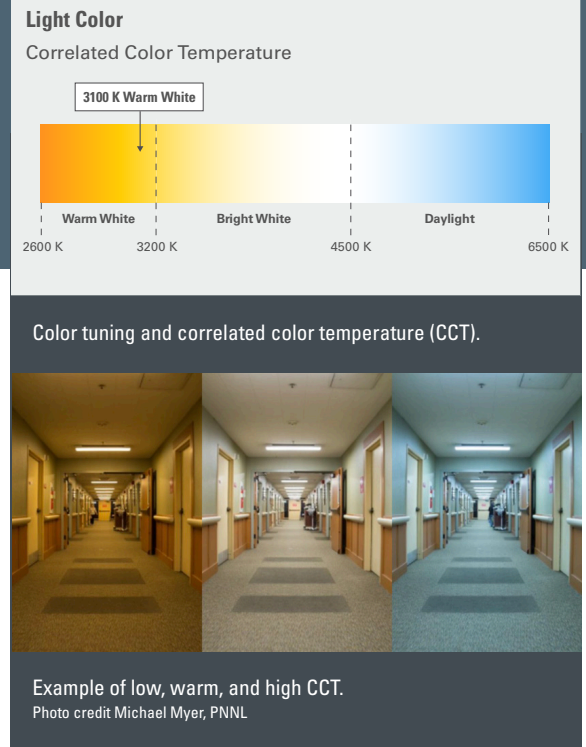 Light Color
Correlated Color Temperature
3100 K Warm White
Warm White Bright White Daylight
2600 K 3200 K 4500 K 6500 K
Color tuning and correlated color temperature (CCT).
Example of low, warm, and high CCT.
Photo credit Michael Myer, PNNL